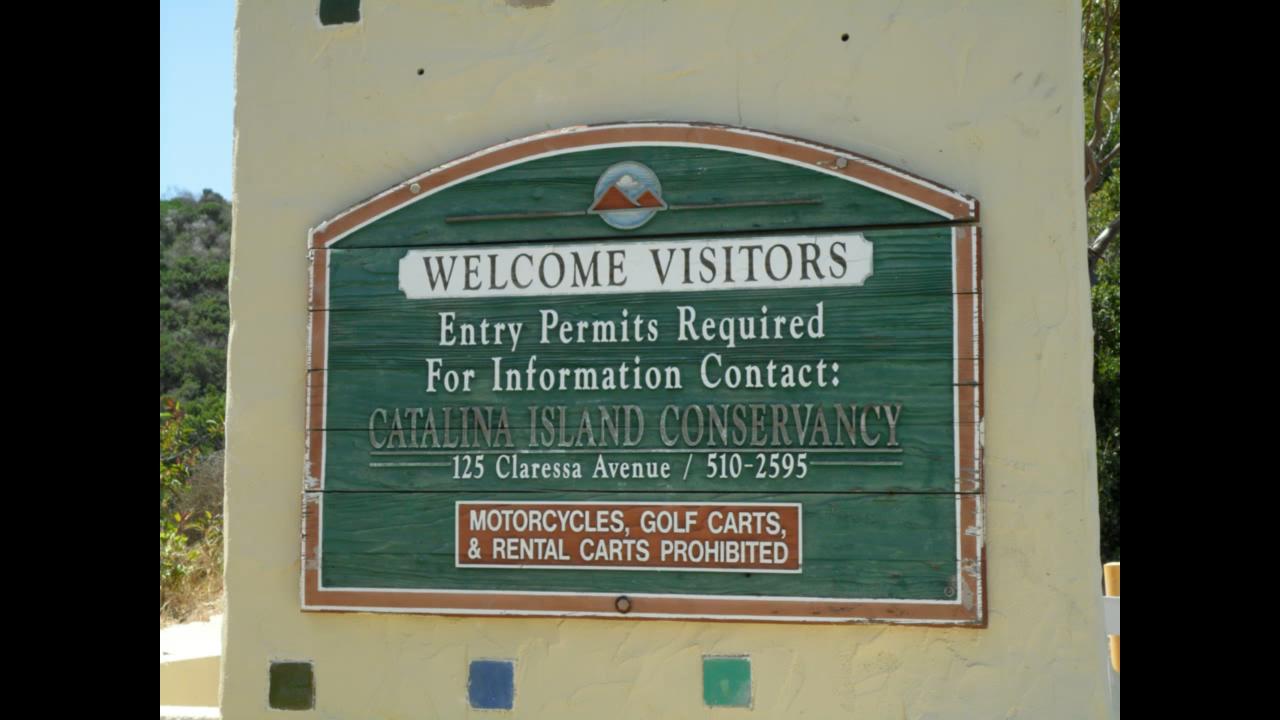 WELCOME VISITORS
Entry Permits Required
For Information Contact:
CATALINA ISLAND CONSERVANCY
125 Claressa Avenue / 510-2595
MOTORCYCLES, GOLF CARTS,
& RENTAL CARTS PROHIBITED